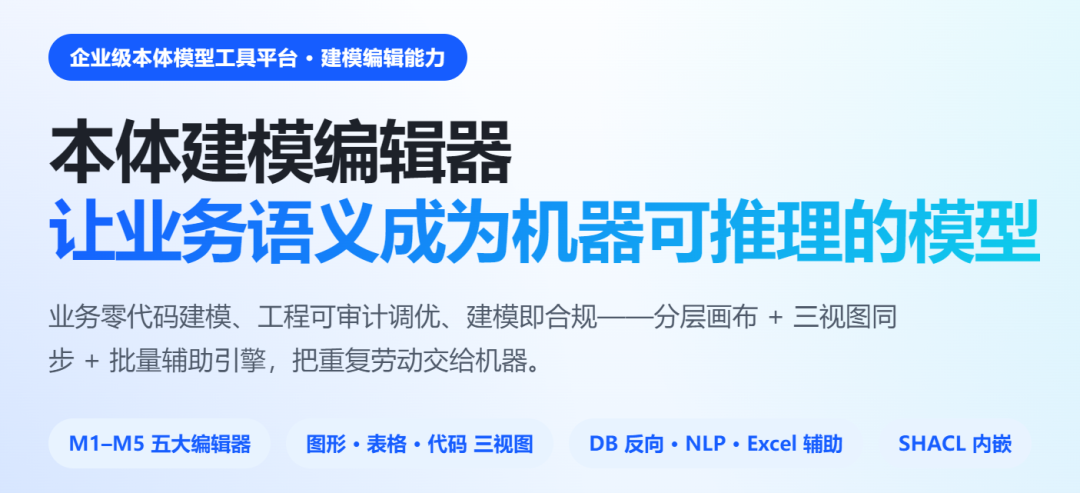 企业级本体模型工具平台 · 建模编辑能力
本体建模编辑器
让业务语义成为机器可推理的模型
业务零代码建模、工程可审计调优、建模即合规——分层画布 + 三视图同
步 + 批量辅助引擎，把重复劳动交给机器。
M1–M5 五大编辑器
图形 · 表格 · 代码 三视图
DB 反向 · NLP · Excel 辅助
SHACL 内嵌